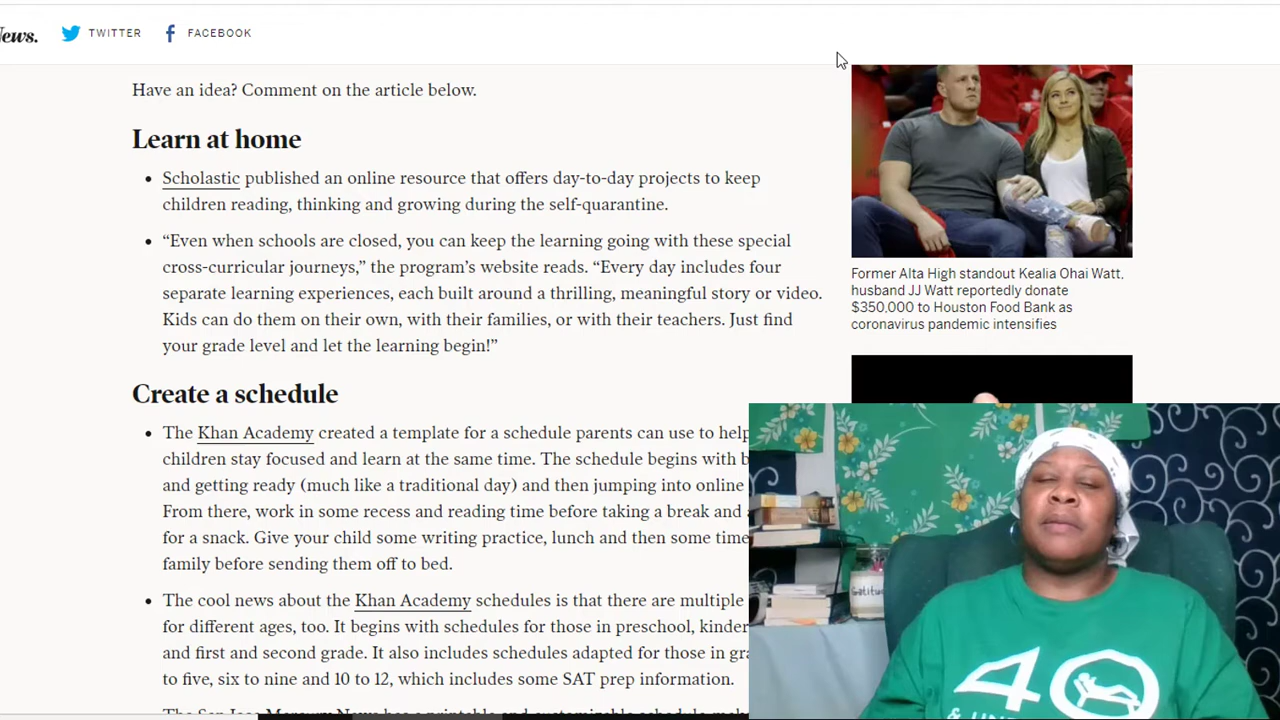 News.
TWITTER
FACEBOOK
Have an idea? Comment on the article below.
Learn at home
• Scholastic published an online resource that offers day-to-day projects to keep
children reading, thinking and growing during the self-quarantine.
• “Even when schools are closed, you can keep the learning going with these special
cross-curricular journeys,” the program’s website reads. “Every day includes four
separate learning experiences, each built around a thrilling, meaningful story or video.
Kids can do them on their own, with their families, or with their teachers. Just find
your grade level and let the learning begin!”
Create a schedule
• The Khan Academy created a template for a schedule parents can use to help
children stay focused and learn at the same time. The schedule begins with
and getting ready (much like a traditional day) and then jumping into online
From there, work in some recess and reading time before taking a break and
for a snack. Give your child some writing practice, lunch and then some time
family before sending them off to bed.
• The cool news about the Khan Academy schedules is that there are multiple
for different ages, too. It begins with schedules for those in preschool,
and first and second grade. It also includes schedules adapted for those in
to five, six to nine and 10 to 12, which includes some SAT prep information.
Former Alta High standout Kealia Ohai Watt,
husband JJ Watt reportedly donate
$350,000 to Houston Food Bank as
coronavirus pandemic intensifies
40
&